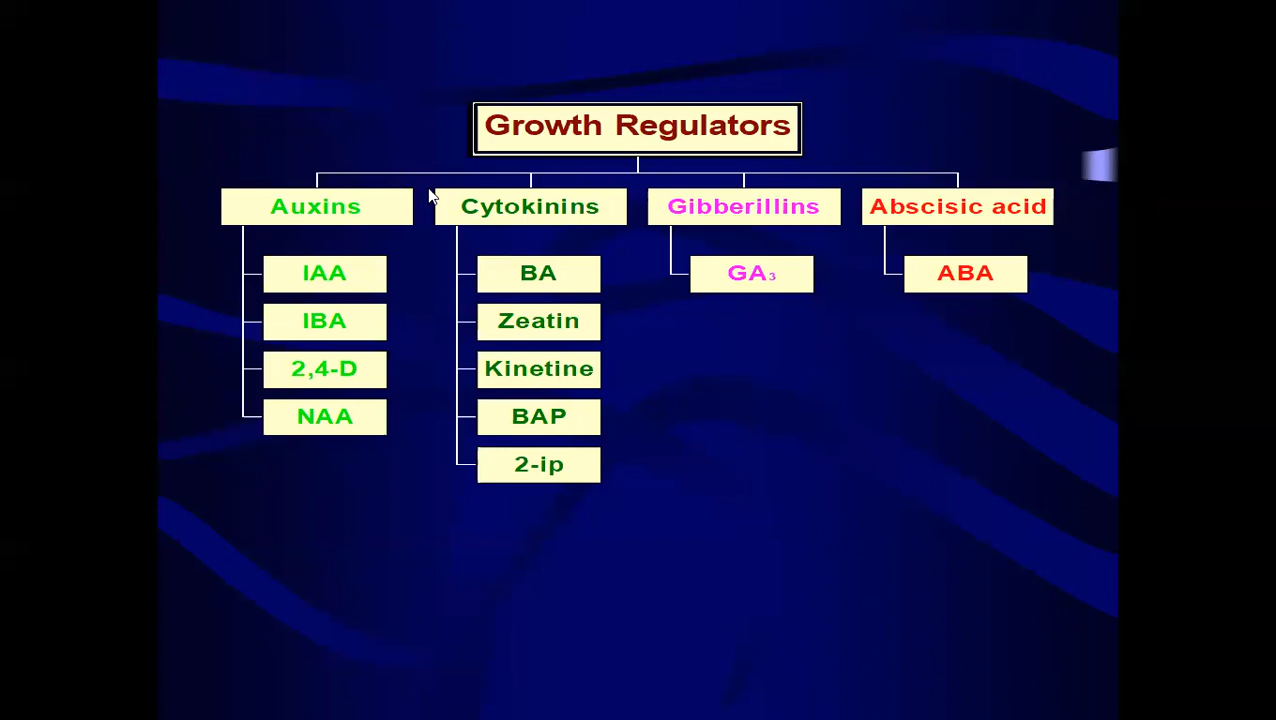 Growth Regulators
Auxins
Cytokinins
Gibberillins
Abscisic acid
IAA
BA
GA₃
ABA
IBA
Zeatin
2,4-D
Kinetine
NAA
BAP
2-ip